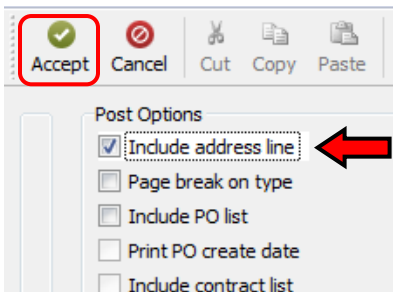 Accept Cancel Cut Copy Paste
Post Options
Include address line
Page break on type
Include PO list
Print PO create date
Include contract list